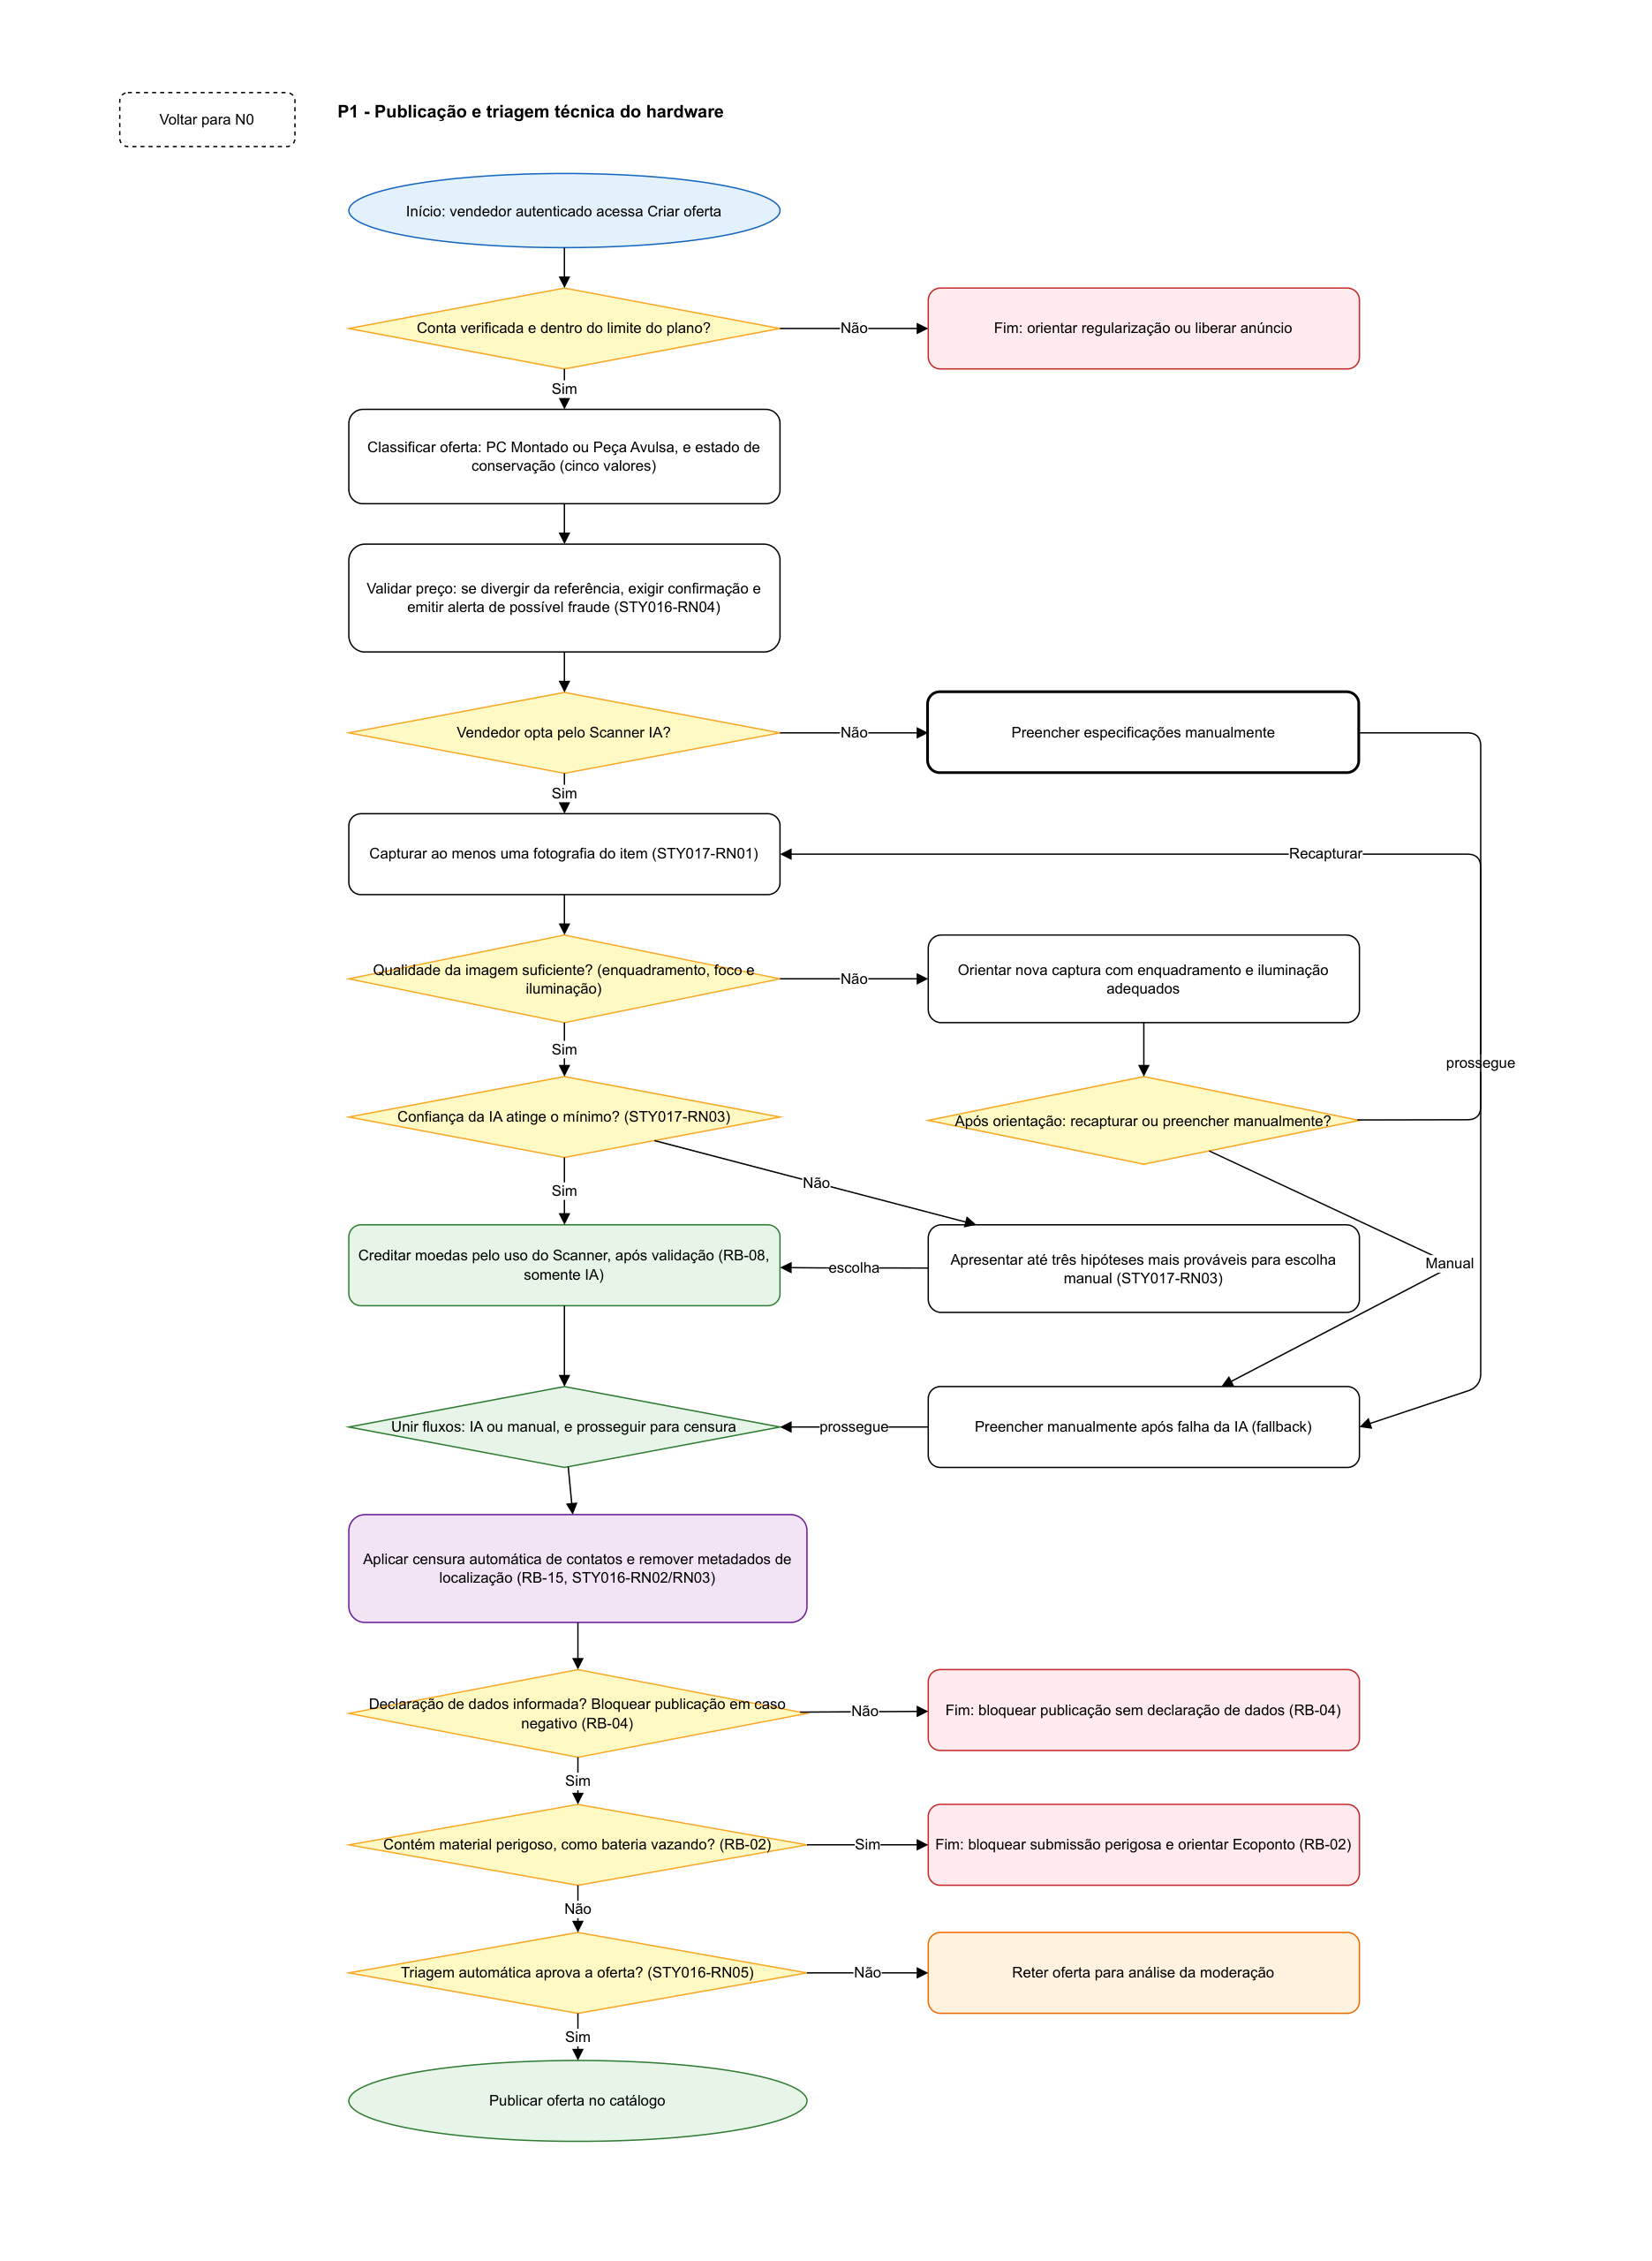 Voltar para N0
P1 - Publicação e triagem técnica do hardware
Início: vendedor autenticado acessa Criar oferta
Conta verificada e dentro do limite do plano?
Não
Fim: orientar regularização ou liberar anúncio
Sim
Classificar oferta: PC Montado ou Peça Avulsa, e estado de
conservação (cinco valores)
Validar preço: se divergir da referência, exigir confirmação e
emitir alerta de possível fraude (STY016-RN04)
Vendedor opta pelo Scanner IA?
Não
Preencher especificações manualmente
Sim
Capturar ao menos uma fotografia do item (STY017-RN01)
Recapturar
Qualidade da imagem suficiente? (enquadramento, foco e
iluminação)
Não
Orientar nova captura com enquadramento e iluminação
adequados
Sim
prossegue
Confiança da IA atinge o mínimo? (STY017-RN03)
Após orientação: recapturar ou preencher manualmente?
Não
Sim
Creditar moedas pelo uso do Scanner, após validação (RB-08,
somente IA)
escolha
Apresentar até três hipóteses mais prováveis para escolha
manual (STY017-RN03)
Manual
Unir fluxos: IA ou manual, e prosseguir para censura
prossegue
Preencher manualmente após falha da IA (fallback)
Aplicar censura automática de contatos e remover metadados de
localização (RB-15, STY016-RN02/RN03)
Declaração de dados informada? Bloquear publicação em caso
negativo (RB-04)
Não
Fim: bloquear publicação sem declaração de dados (RB-04)
Sim
Contém material perigoso, como bateria vazando? (RB-02)
Sim
Fim: bloquear submissão perigosa e orientar Ecoponto (RB-02)
Não
Triagem automática aprova a oferta? (STY016-RN05)
Não
Reter oferta para análise da moderação
Sim
Publicar oferta no catálogo